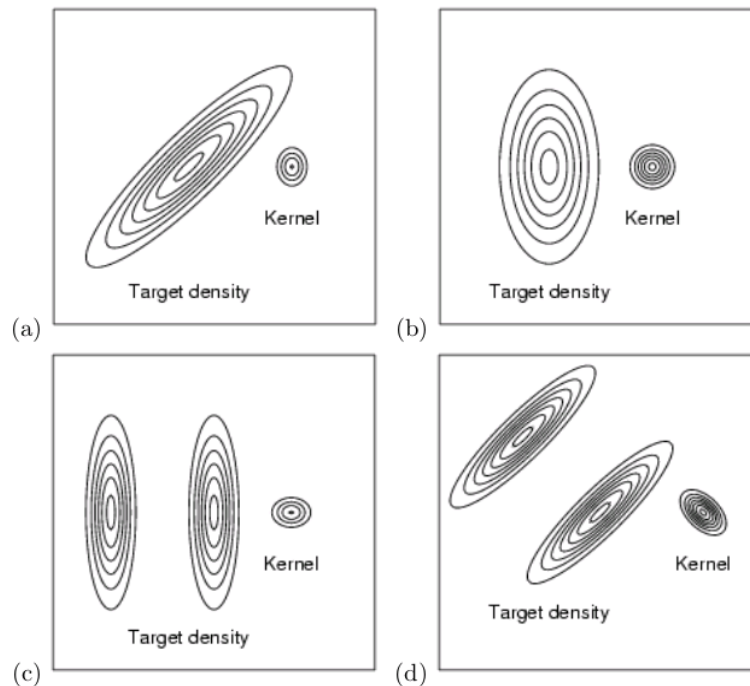 Kernel
Target density
(a)
Kernel
Target density
(b)
Kernel
Target density
(c)
Kernel
Target density
(d)